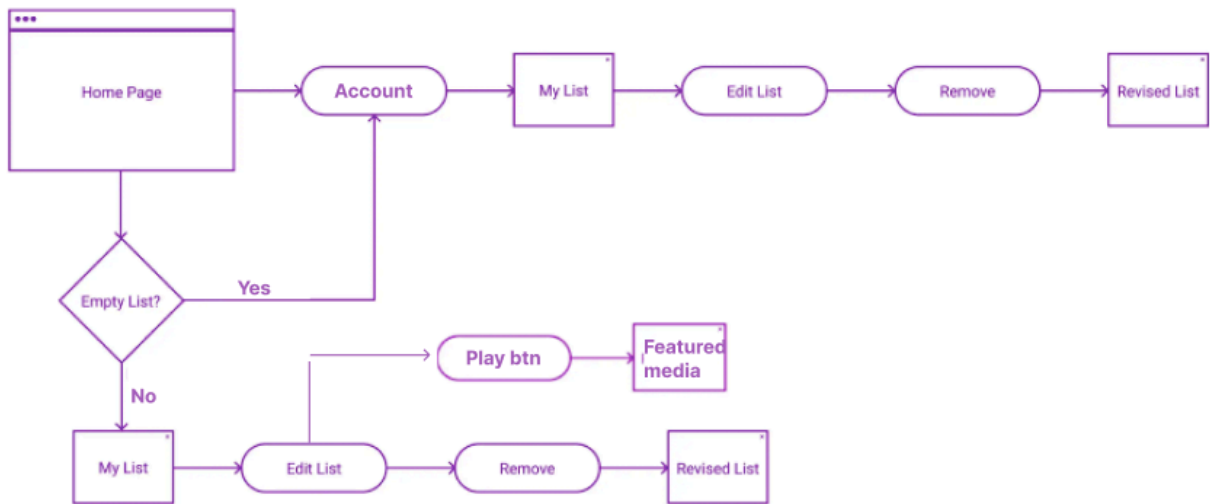 Home Page
Account
My List
Edit List
Remove
Revised List
Empty List?
Yes
No
Play btn
Featured
media
My List
Edit List
Remove
Revised List